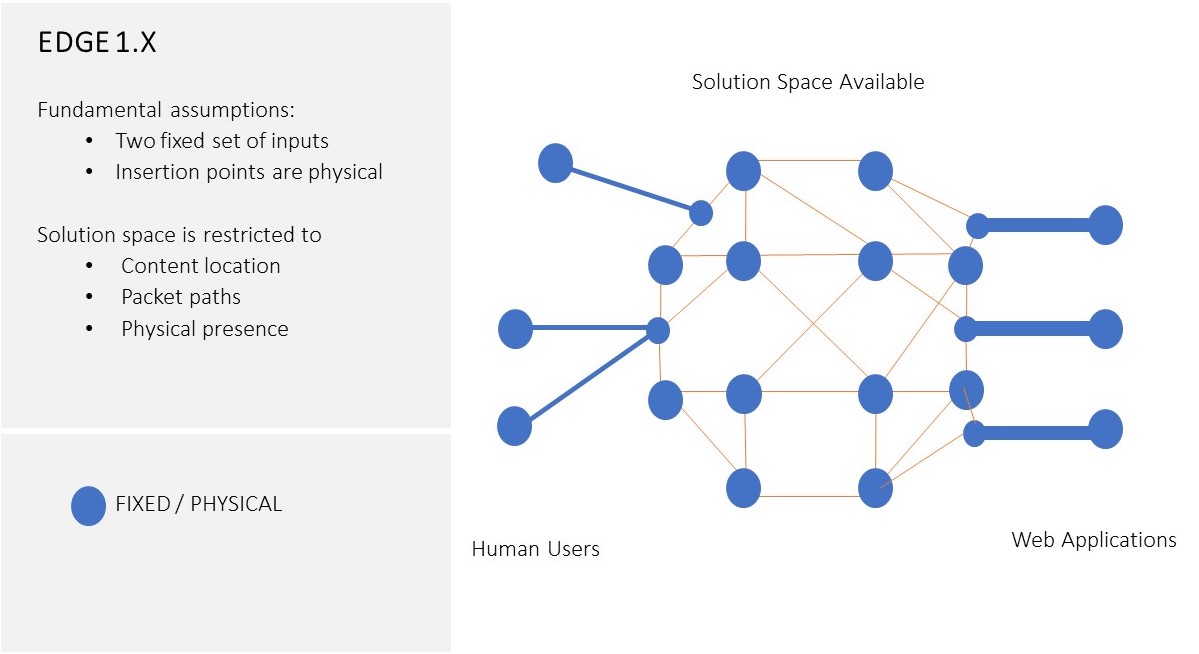 EDGE 1.X
Fundamental assumptions:
• Two fixed set of inputs
• Insertion points are physical
Solution space is restricted to
• Content location
• Packet paths
• Physical presence
FIXED / PHYSICAL
Solution Space Available
Human Users
Web Applications